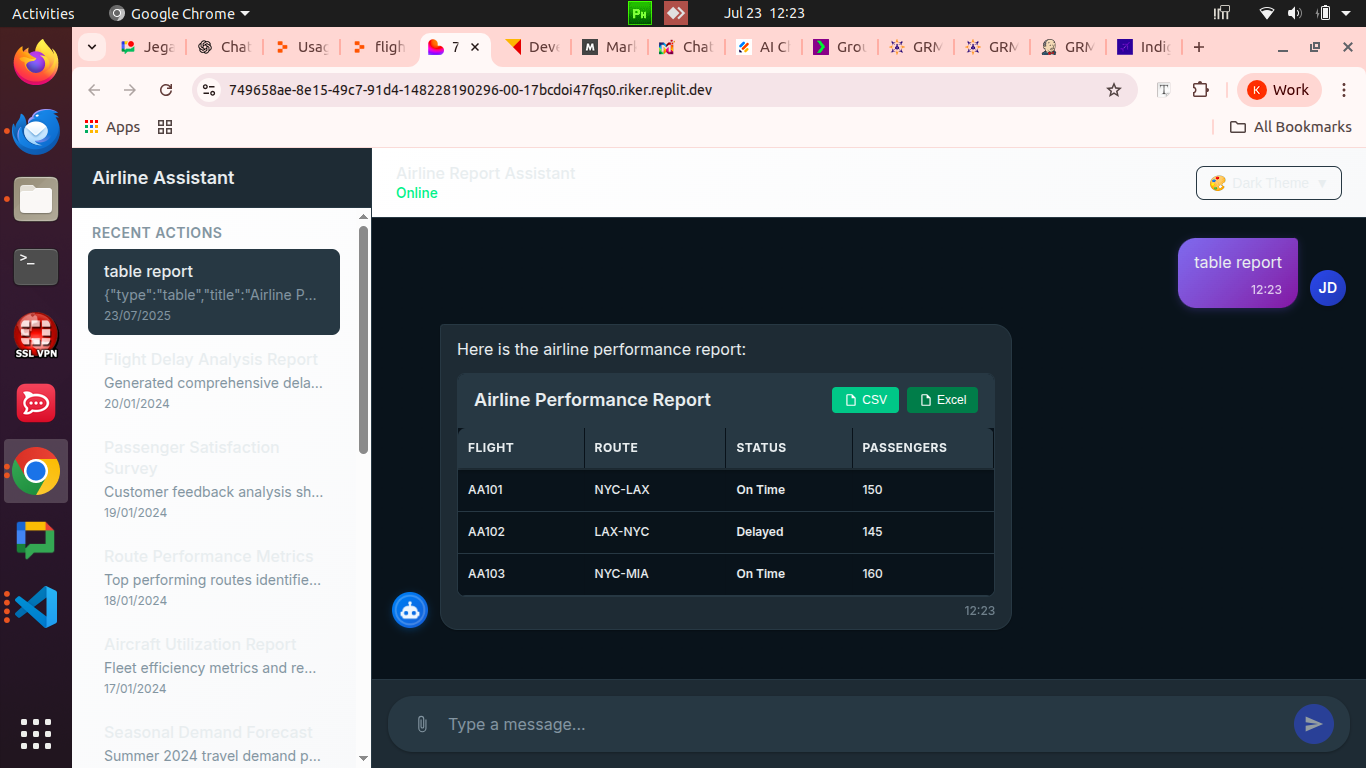 Activities
Google Chrome
Jul 23 12:23
Jega
Chat
Usag
fligh
7
Deve
Mar
Chat
AI Ch
Grou
GRM
GRM
GRM
Indig
749658ae-8e15-49c7-91d4-148228190296-00-17bcdoi47fqs0.riker.replit.dev
K Work
Apps
All Bookmarks
SSL VPN
Airline Assistant
RECENT ACTIONS
table report
{"type":"table","title":"Airline P...
23/07/2025
Flight Delay Analysis Report
Generated comprehensive dela...
20/01/2024
Passenger Satisfaction
Survey
Customer feedback analysis sh...
19/01/2024
Route Performance Metrics
Top performing routes identifie...
18/01/2024
Aircraft Utilization Report
Fleet efficiency metrics and re...
17/01/2024
Seasonal Demand Forecast
Summer 2024 travel demand p...
Airline Report Assistant
Online
Dark Theme
table report
12:23
JD
Here is the airline performance report:
Airline Performance Report
CSV
Excel
FLIGHT ROUTE STATUS PASSENGERS
AA101 NYC-LAX On Time 150
AA102 LAX-NYC Delayed 145
AA103 NYC-MIA On Time 160
12:23
Type a message...